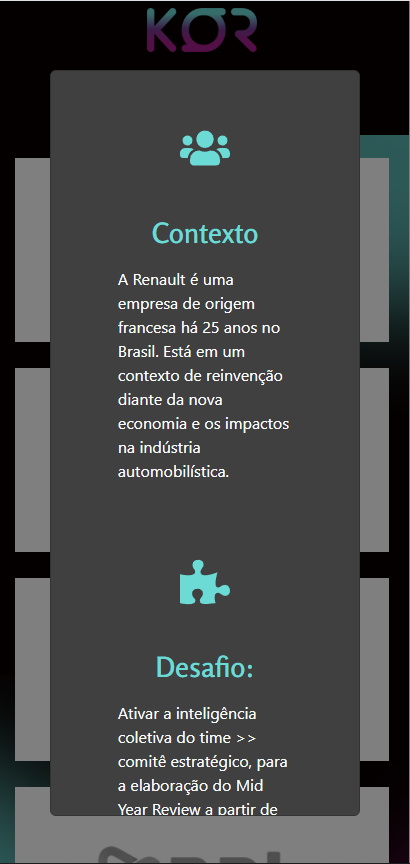 KOR
Contexto
A Renault é uma
empresa de origem
francesa há 25 anos no
Brasil. Está em um
contexto de reinvenção
diante da nova
economia e os impactos
na indústria
automobilística.
Desafio:
Ativar a inteligência
coletiva do time >>
comitê estratégico, para
a elaboração do Mid
Year Review a partir de